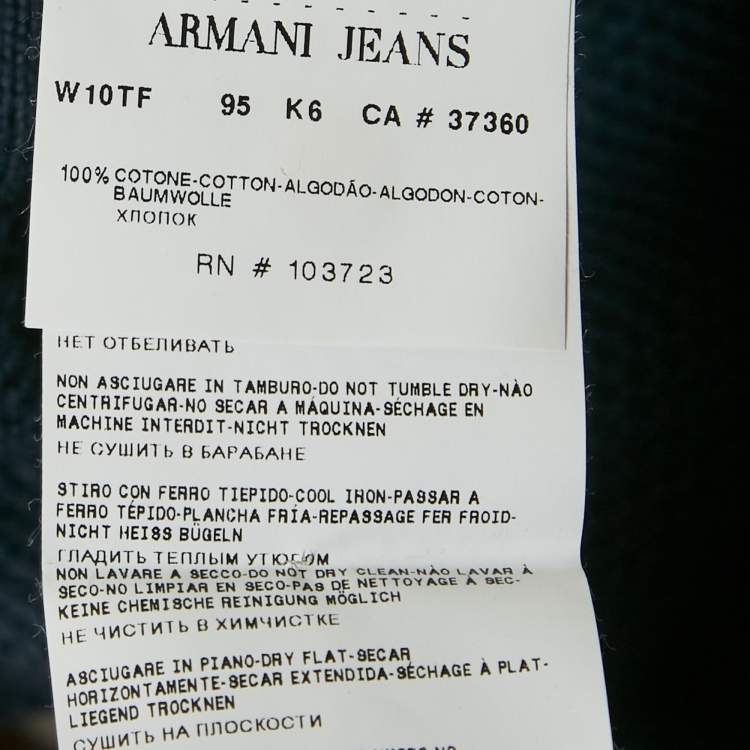 ARMANI JEANS
W10TF 95 K6 CA # 37360
100% COTONE-COTTON-ALGODÃO-ALGODON-COTON-
BAUMWOLLE
ХЛОПОК
RN # 103723
НЕТ ОТБЕЛИВАТЬ
NON ASCIUGARE IN TAMBURO-DO NOT TUMBLE DRY-NÀO
CENTRIFUGAR-NO SECAR A MÁQUINA-SÉCHAGE EN
MACHINE INTERDIT-NICHT TROCKNEN
НЕ СУШИТЬ В БАРАБАНЕ
STIRO CON FERRO TIEPIDO-COOL IRON-PASSAR A
FERRO TÉPIDO-PLANCHA FRÍA-REPASSAGE FER FROID-
NICHT HEISS BÜGELN
ГЛАДИТЬ ТЕПЛЫМ УТЮГОМ
NON LAVARE A SECCO-DO NOT DRY CLEAN-NÀO LAVAR À
SECO-NO LIMPIAR EN SECO-PAS DE NETTOYAGE À SEC-
KEINE CHEMISCHE REINIGUNG MÖGLICH
НЕ ЧИСТИТЬ В ХИМЧИСТКЕ
ASCIUGARE IN PIANO-DRY FLAT-SECAR
HORIZONTAMENTE-SECAR EXTENDIDA-SÉCHAGE À PLAT-
LIEGEND TROCKNEN
СУШИТЬ НА ПЛОСКОСТИ